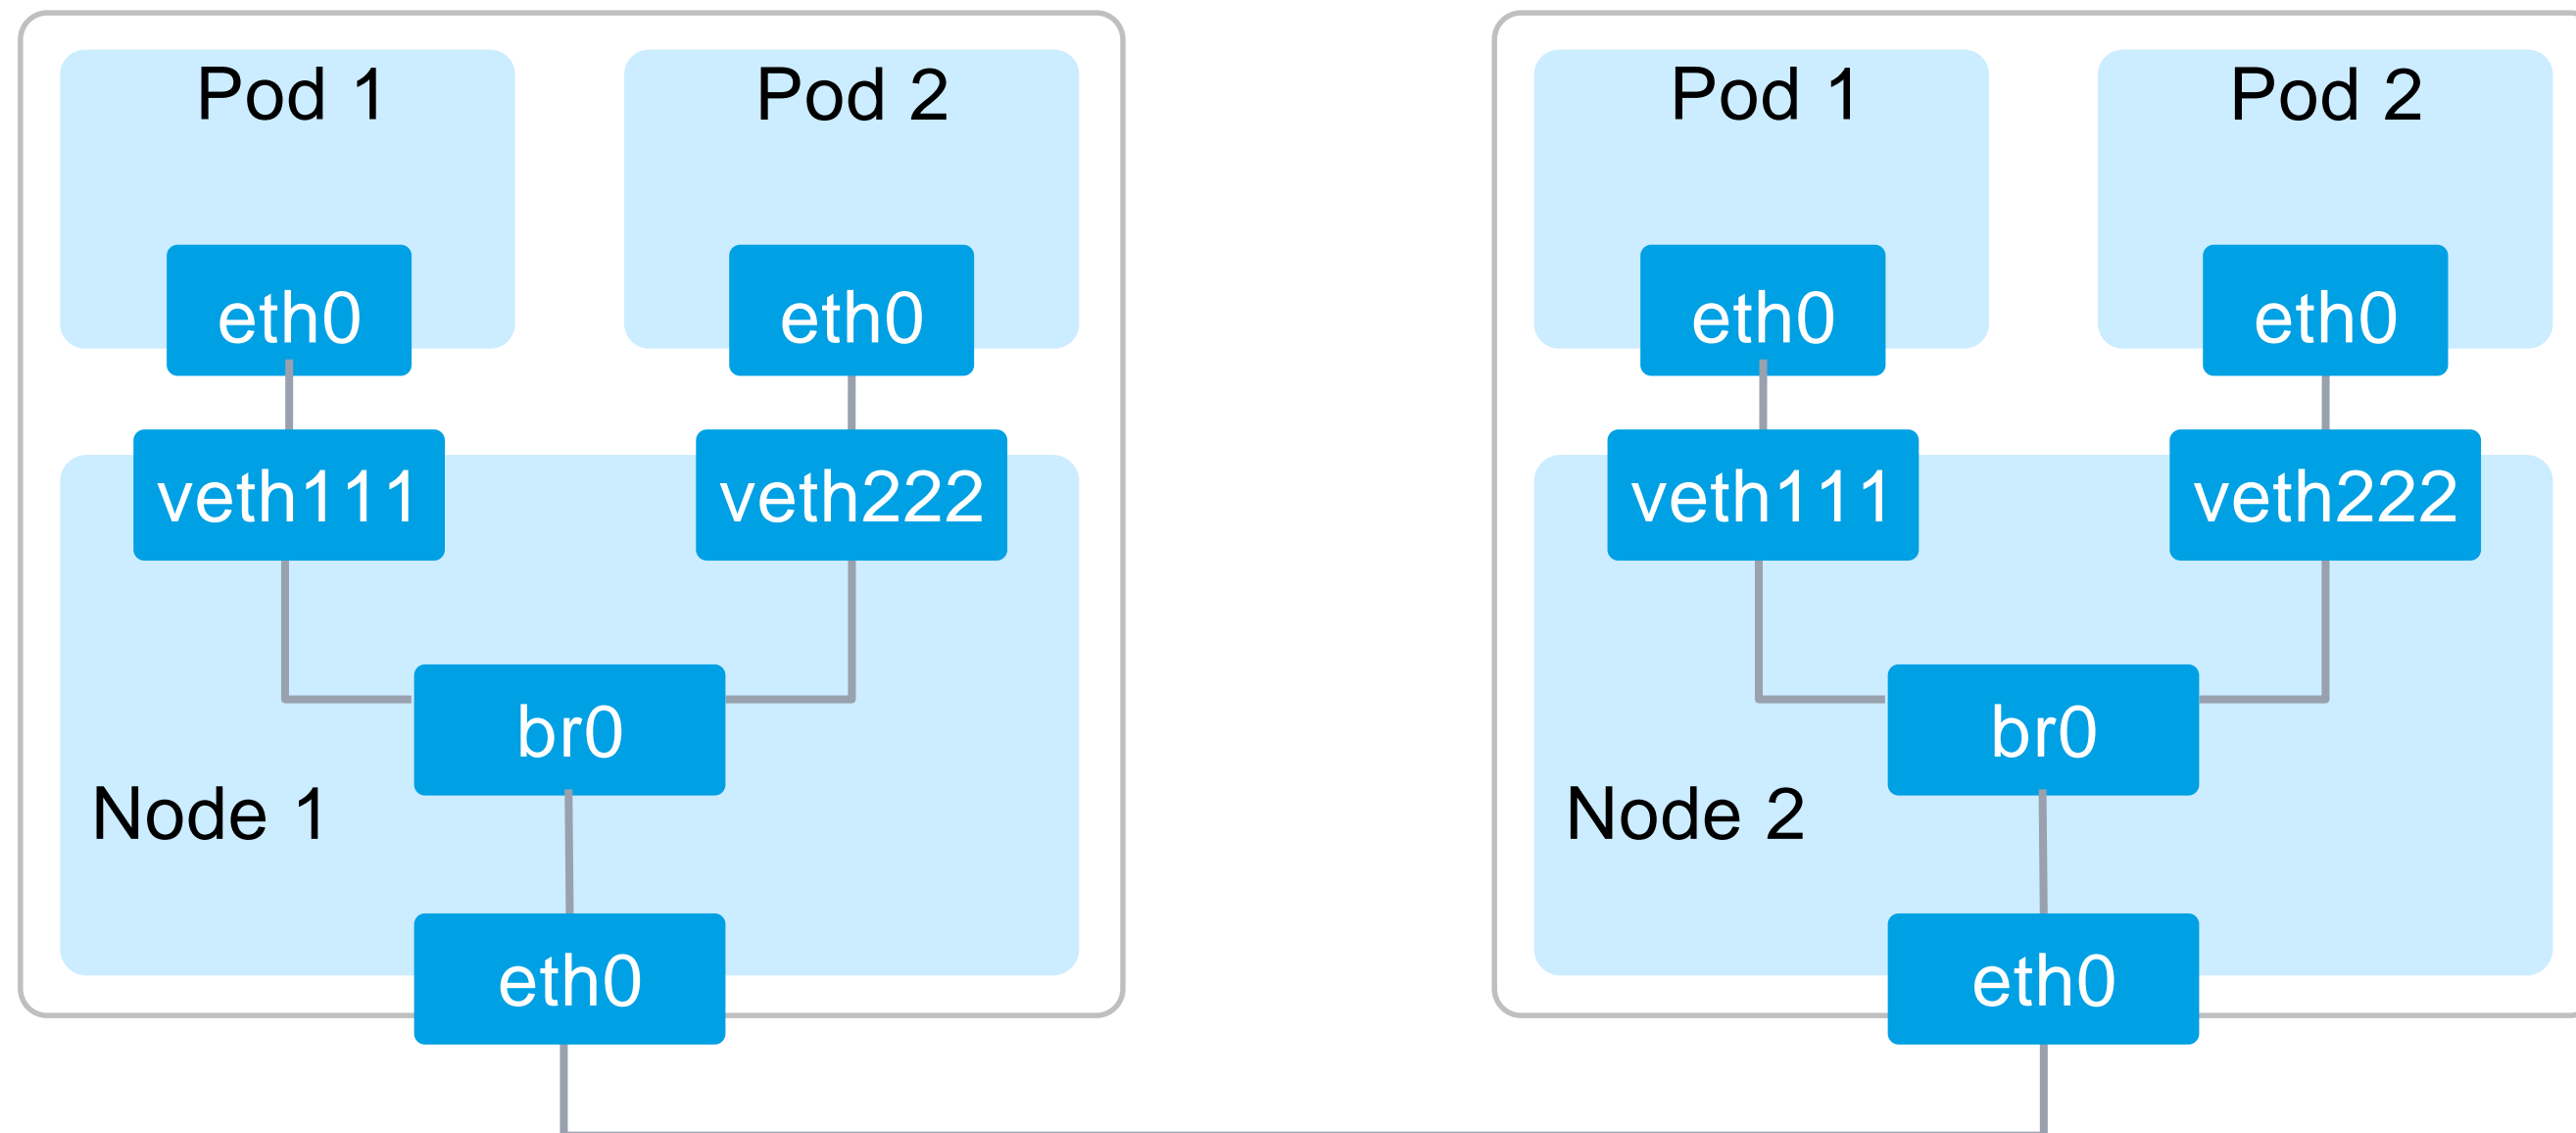 Pod 1
Pod 2
eth0
eth0
veth111
veth222
br0
Node 1
eth0
Pod 1
Pod 2
eth0
eth0
veth111
veth222
br0
Node 2
eth0